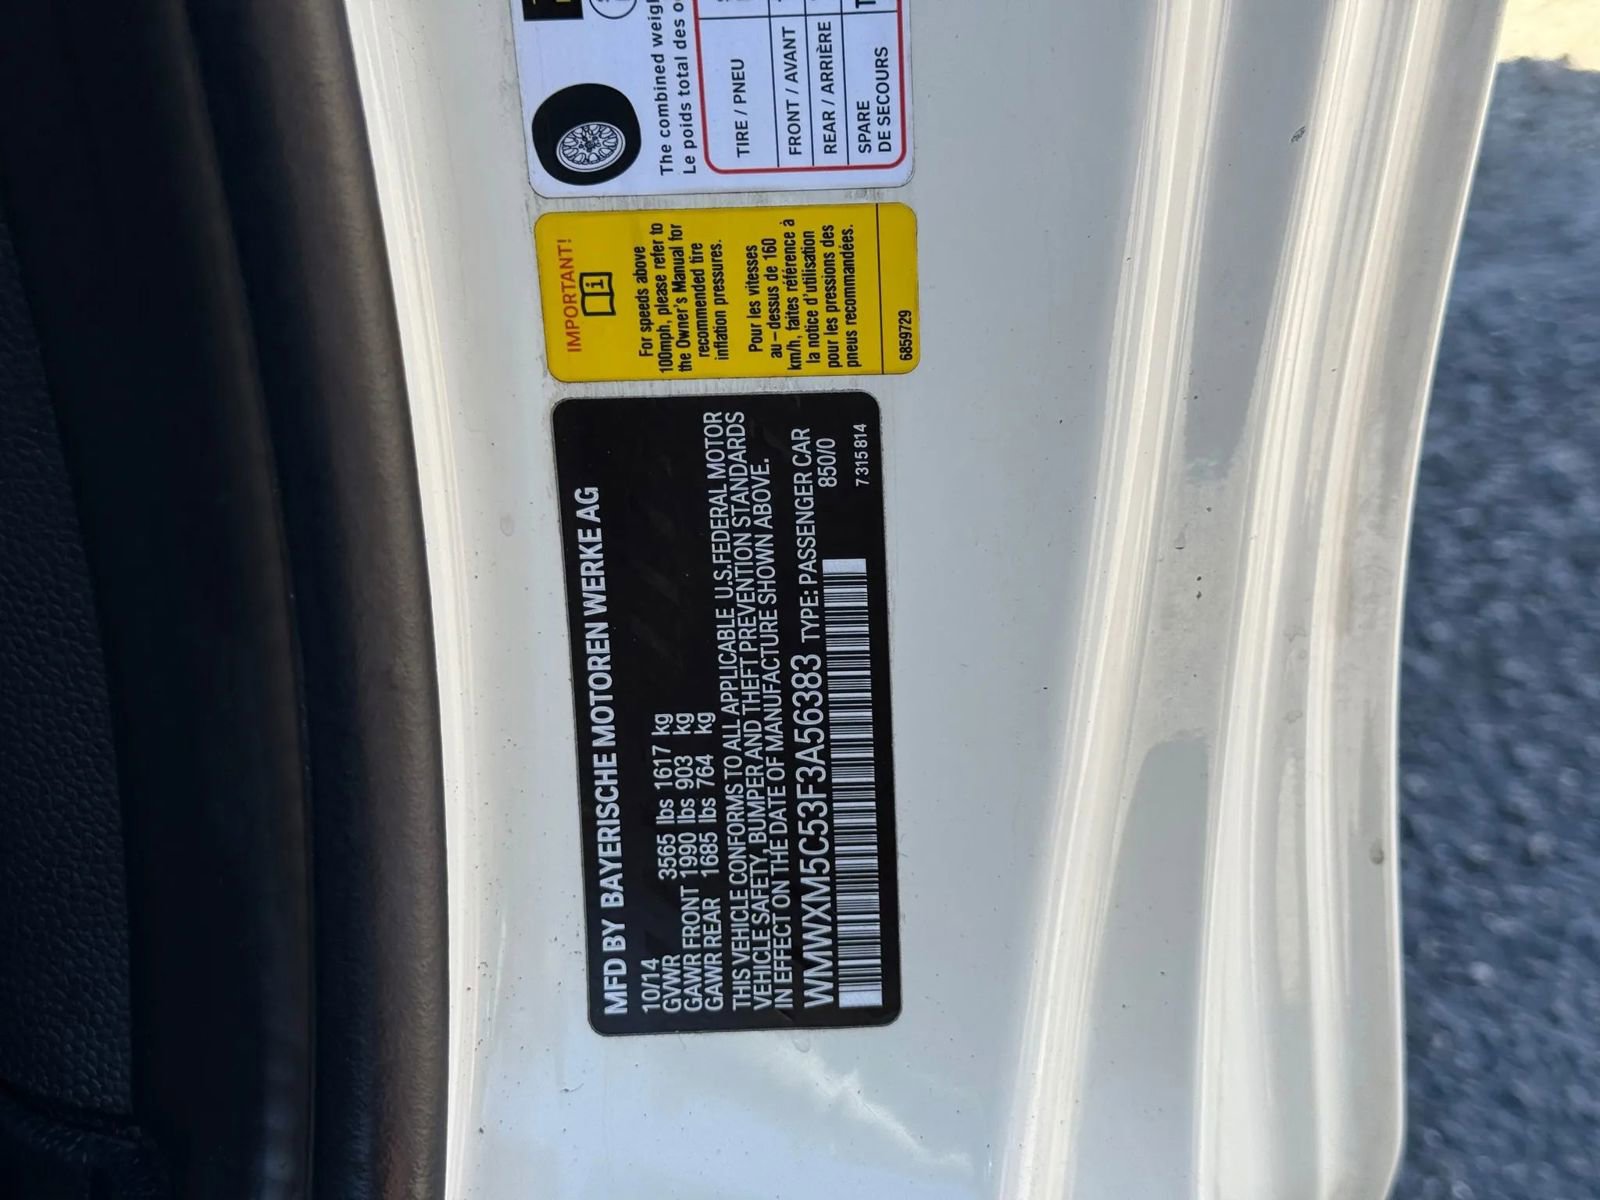 The combined
Le poids total des
TIRE / PNEU
FRONT / AVANT
REAR / ARRIÈRE
SPARE
DE SECOURS
IMPORTANT!
For speeds above
100mph, please refer to
the Owner's Manual for
recommended tire
inflation pressures.
Pour les vitesses
au - dessus de 160
km/h, faites référence à
la notice d'utilisation
pour les pressions des
pneus recommandées.
6859729
MFD BY BAYERISCHE MOTOREN WERKE AG
10/14
GVWR 3565 lbs 1617 kg
GAWR FRONT 1990 lbs 903 kg
GAWR REAR 1685 lbs 764 kg
THIS VEHICLE CONFORMS TO ALL APPLICABLE U.S.FEDERAL MOTOR
VEHICLE SAFETY, BUMPER AND THEFT PREVENTION STANDARDS
IN EFFECT ON THE DATE OF MANUFACTURE SHOWN ABOVE.
WMWXM5C53F3A56383 TYPE: PASSENGER CAR
850/0
7315814